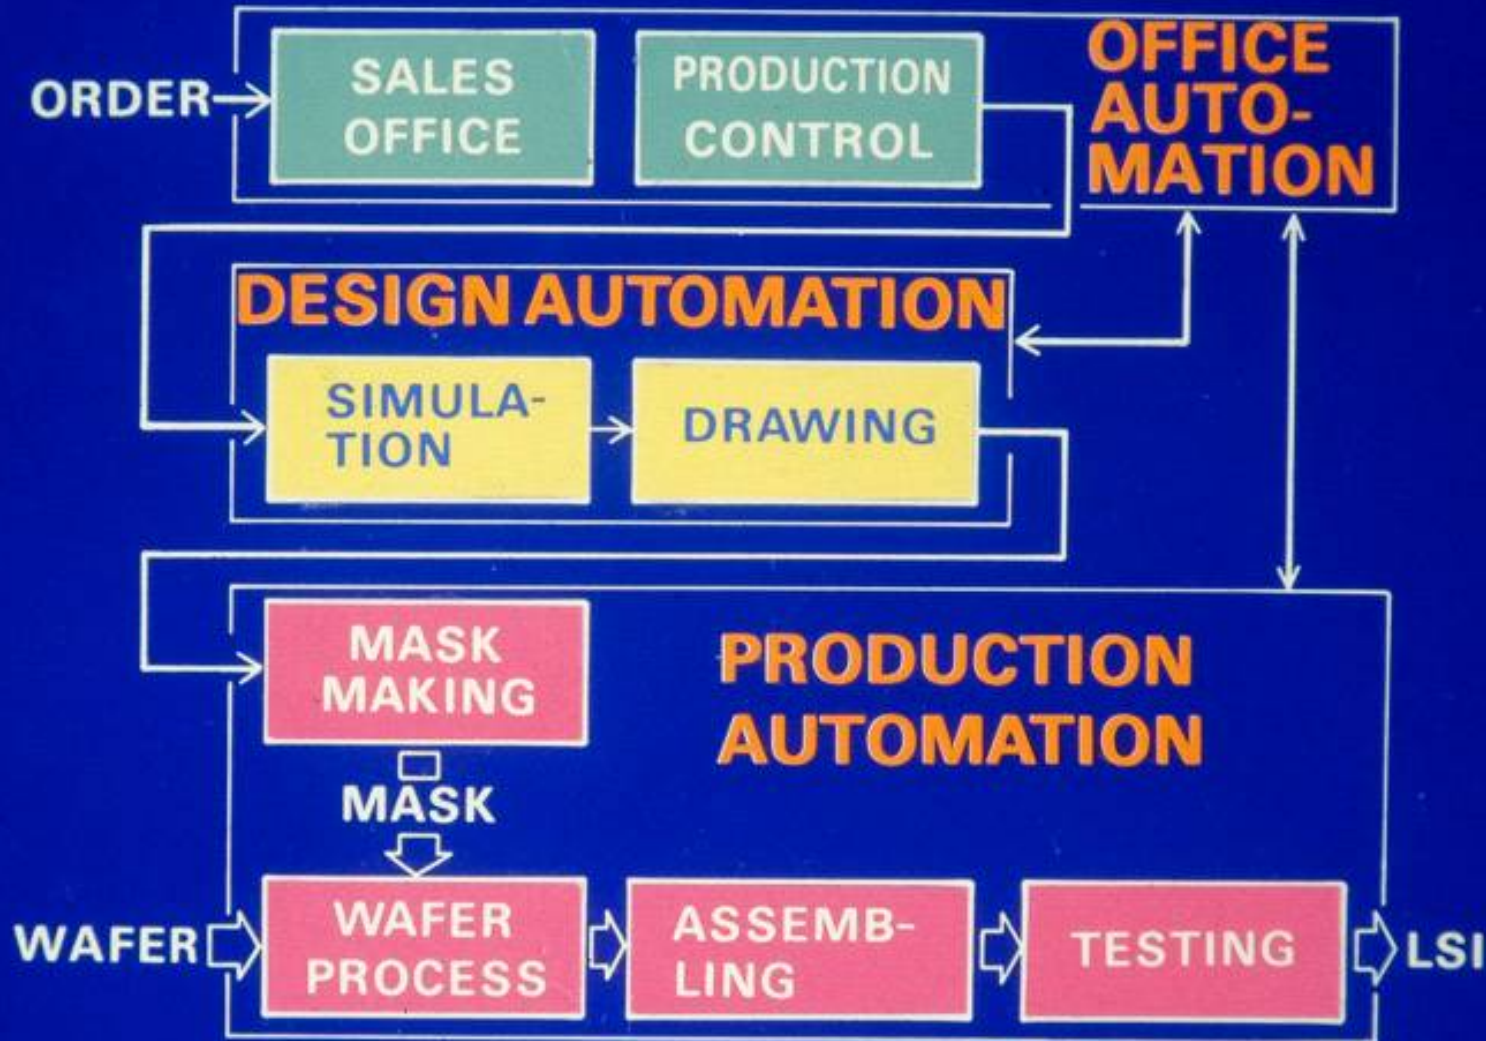 ORDER
SALES
OFFICE
PRODUCTION
CONTROL
OFFICE
AUTO-
MATION
DESIGN AUTOMATION
SIMULA-
TION
DRAWING
MASK
MAKING
PRODUCTION
AUTOMATION
MASK
WAFER
WAFER
PROCESS
ASSEMB-
LING
TESTING
LSI